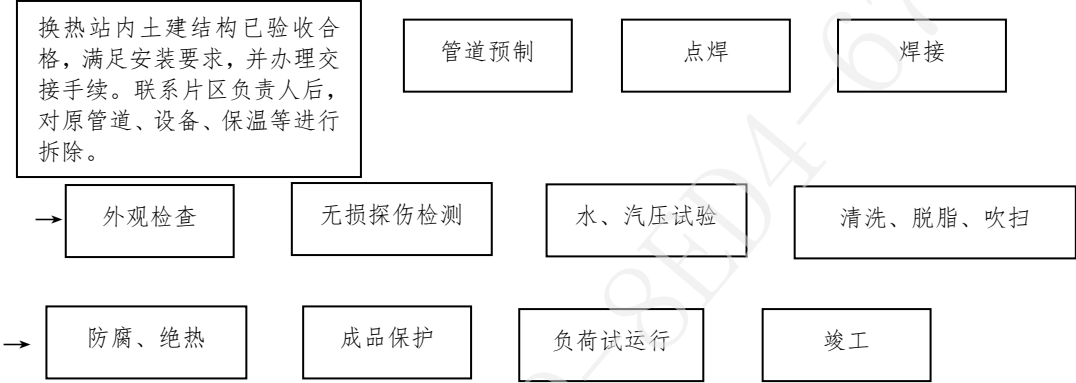 换热站内土建结构已验收合
格，满足安装要求，并办理交
接手续。联系片区负责人后，
对原管道、设备、保温等进行
拆除。
管道预制
点焊
焊接
→ 外观检查
无损探伤检测
水、汽压试验
清洗、脱脂、吹扫
→ 防腐、绝热
成品保护
负荷试运行
竣工